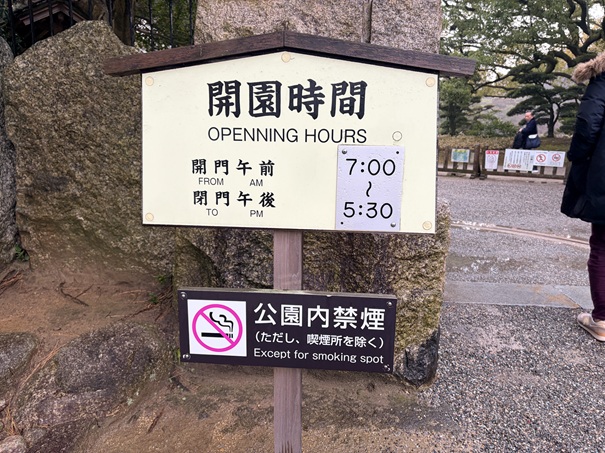 開園時間
OPENNING HOURS
開門午前 7:00
FROM AM
～
閉門午後 5:30
TO PM
公園内禁煙
(ただし、喫煙所を除く)
Except for smoking spot